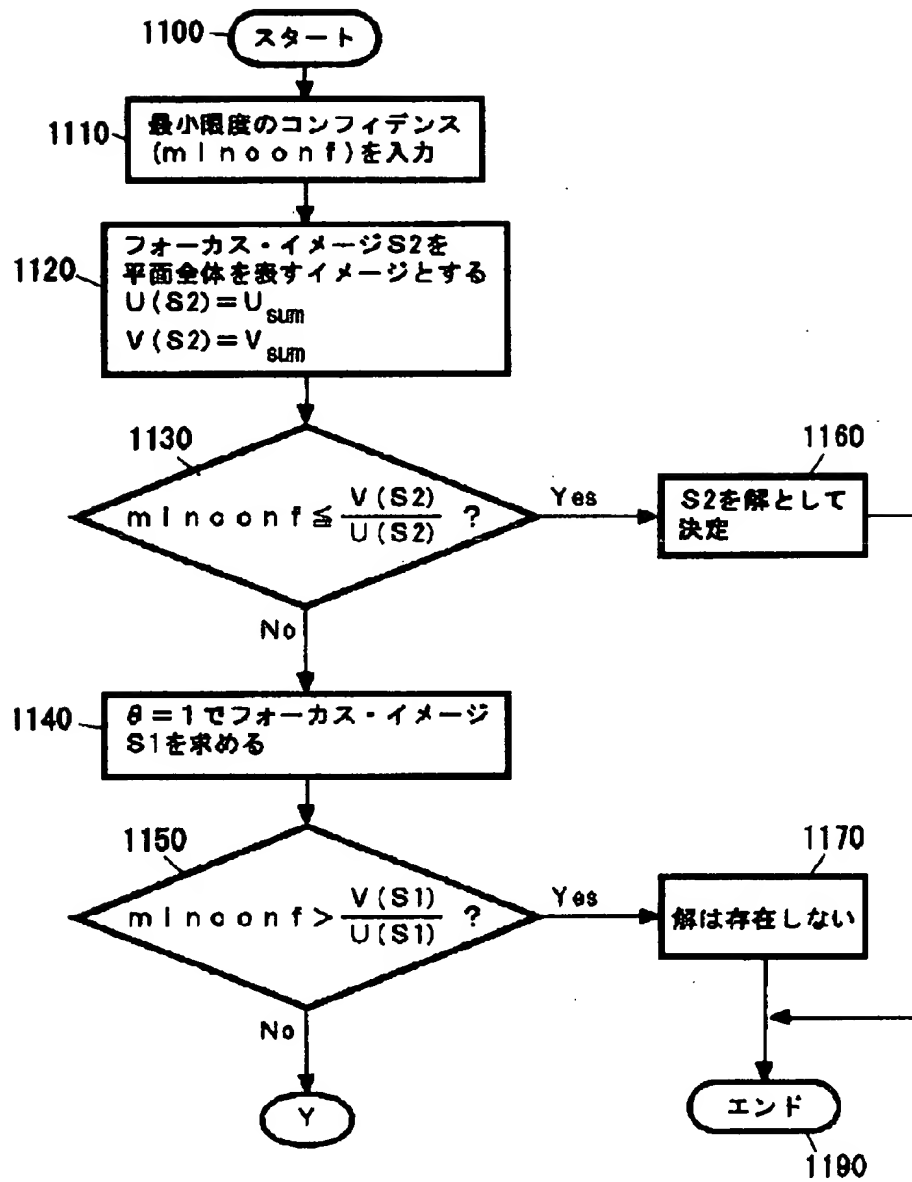 1100
スタート
1110
最小限度のコンフィデンス
(minconf)を入力
1120
フォーカス・イメージS2を
平面全体を表すイメージとする
U(S2)=Usum
V(S2)=Vsum
1130
minconf≦V(S2)/U(S2) ?
Yes
1160
S2を解として
決定
No
1140
θ=1でフォーカス・イメージ
S1を求める
1150
minconf>V(S1)/U(S1) ?
Yes
1170
解は存在しない
No
Y
エンド
1190